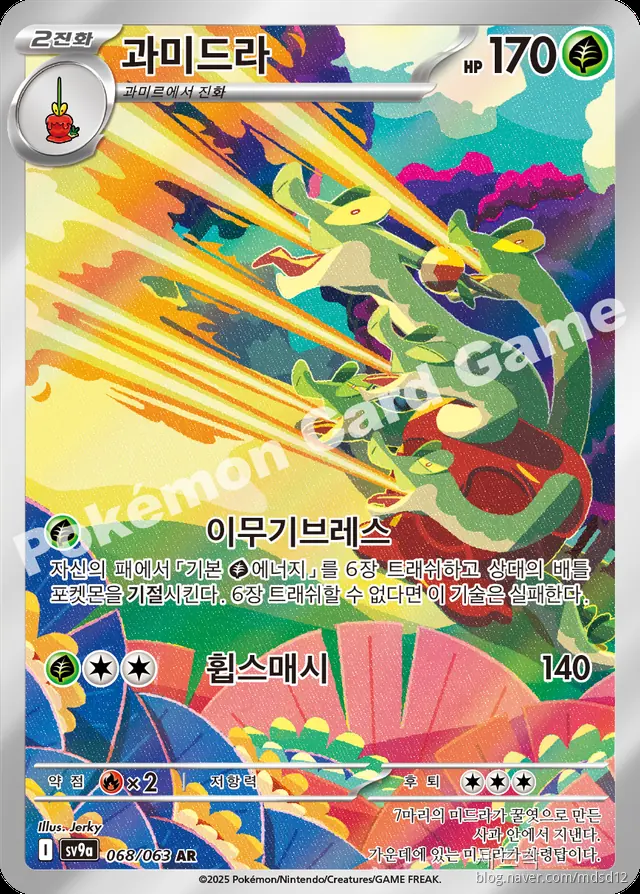 2진화
과미드라
HP 170
과미르에서 진화
Pokémon Card Game
이무기브레스
자신의 패에서 「기본 에너지」를 6장 트래쉬하고 상대의 배틀
포켓몬을 기절시킨다. 6장 트래쉬할 수 없다면 이 기술은 실패한다.
휩스매시 140
약점 ×2 저항력 후퇴
Illus. Jerky
7마리의 미드라가 꿀엿으로 만든
사과 안에서 지낸다.
가운데에 있는 미드라가 사령탑이다.
I sv9a 068/063 AR
©2025 Pokémon/Nintendo/Creatures/GAME FREAK.
blog.naver.com/mdsd12